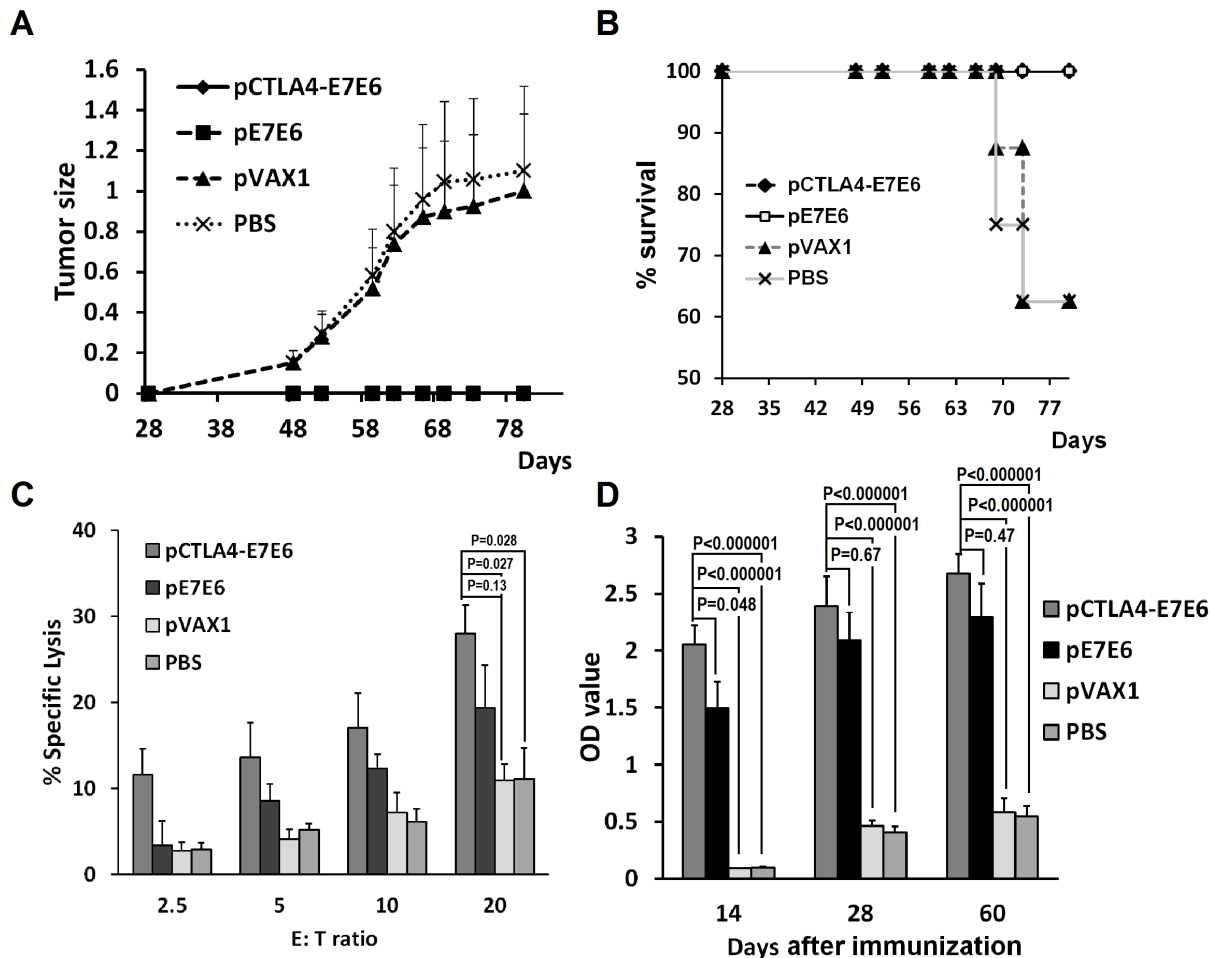 A
1.6
1.4
1.2
1
0.8
0.6
0.4
0.2
0
Tumor size
pCTLA4-E7E6
pE7E6
pVAX1
PBS
28 38 48 58 68 78
Days
B
100
90
80
70
60
50
% survival
pCTLA4-E7E6
pE7E6
pVAX1
PBS
28 35 42 49 56 63 70 77
Days
C
40
30
20
10
0
% Specific Lysis
pCTLA4-E7E6
pE7E6
pVAX1
PBS
P=0.028
P=0.027
P=0.13
2.5 5 10 20
E: T ratio
D
3
2.5
2
1.5
1
0.5
0
OD value
P<0.000001
P<0.000001
P=0.048
P<0.000001
P<0.000001
P=0.67
P<0.000001
P<0.000001
P=0.47
pCTLA4-E7E6
pE7E6
pVAX1
PBS
14 28 60
Days after immunization